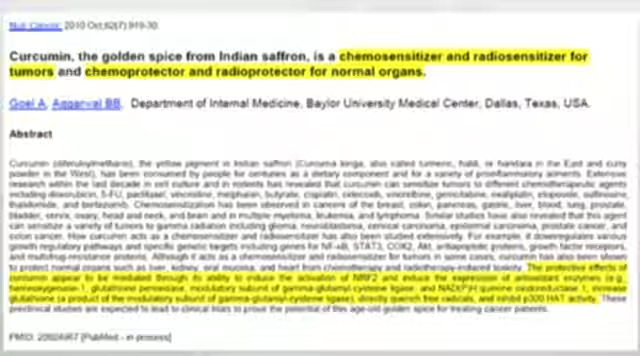 Nutr Cancer. 2010 Oct;62(7):919-30.
Curcumin, the golden spice from Indian saffron, is a chemosensitizer and radiosensitizer for
tumors and chemoprotector and radioprotector for normal organs.
Goel A, Aggarwal BB. Department of Internal Medicine, Baylor University Medical Center, Dallas, Texas, USA.
Abstract
Curcumin (diferuloylmethane), the yellow pigment in Indian saffron (Curcuma longa; also called turmeric, haldi, or haridara in the East and curry
powder in the West), has been consumed by people for centuries as a dietary component and for a variety of proinflammatory ailments. Extensive
research within the last decade in cell culture and in rodents has revealed that curcumin can sensitize tumors to different chemotherapeutic agents
including doxorubicin, 5-FU, paclitaxel, vincristine, melphalan, butyrate, cisplatin, celecoxib, vinorelbine, gemcitabine, oxaliplatin, etoposide, sulfinosine,
thalidomide, and bortezomib. Chemosensitization has been observed in cancers of the breast, colon, pancreas, gastric, liver, blood, lung, prostate,
bladder, cervix, ovary, head and neck, and brain and in multiple myeloma, leukemia, and lymphoma. Similar studies have also revealed that this agent
can sensitize a variety of tumors to gamma radiation including glioma, neuroblastoma, cervical carcinoma, epidermal carcinoma, prostate cancer, and
colon cancer. How curcumin acts as a chemosensitizer and radiosensitizer has also been studied extensively. For example, it downregulates various
growth regulatory pathways and specific genetic targets including genes for NF-κB, STAT3, COX2, Akt, antiapoptotic proteins, growth factor receptors,
and multidrug-resistance proteins. Although it acts as a chemosensitizer and radiosensitizer for tumors in some cases, curcumin has also been shown
to protect normal organs such as liver, kidney, oral mucosa, and heart from chemotherapy and radiotherapy-induced toxicity. The protective effects of
curcumin appear to be mediated through its ability to induce the activation of NRF2 and induce the expression of antioxidant enzymes (e.g.,
hemeoxygenase-1, glutathione peroxidase, modulatory subunit of gamma-glutamyl-cysteine ligase, and NAD(P)H quinone oxidoreductase 1, increase
glutathione (a product of the modulatory subunit of gamma-glutamyl-cysteine ligase), directly quench free radicals, and inhibit p300 HAT activity. These
preclinical studies are expected to lead to clinical trials to prove the potential of this age-old golden spice for treating cancer patients.
PMID: [PubMed - in process]